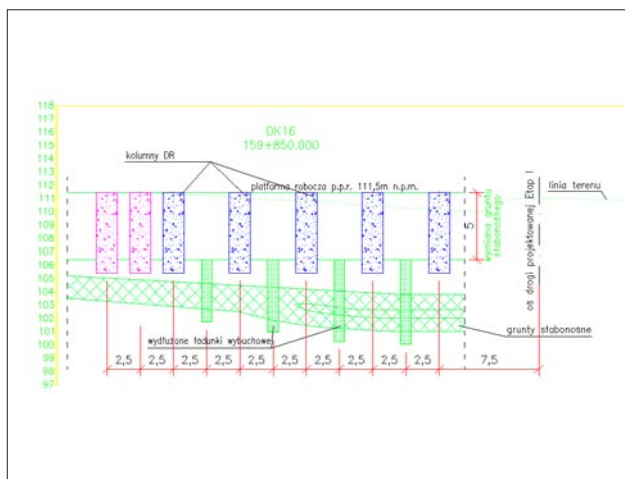 118
117
116
115
114
113
112
111
110
109
108
107
106
105
104
103
102
101
100
99
98
97
DK16
159+850.000
kolumny DR
platforma robocza p.p.r. 111,5m n.p.m.
linia terenu
wymiana gruntu
słabonośnego
5
oś drogi projektowanej Etap I
grunty słabonośne
wydłużone ładunki wybuchowe
2,5 2,5 2,5 2,5 2,5 2,5 2,5 2,5 2,5 2,5 7,5